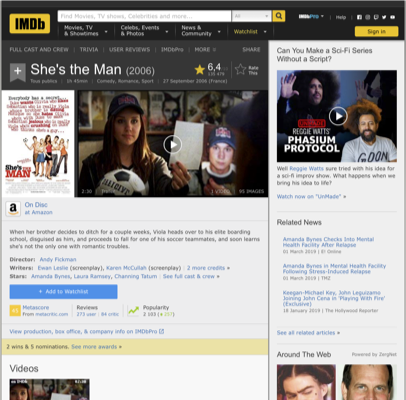 IMDb
Find Movies, TV shows, Celebrities and more...
All
Movies, TV & Showtimes
Celebs, Events & Photos
News & Community
Watchlist
IMDbPro
Help
Sign in
FULL CAST AND CREW | TRIVIA | USER REVIEWS | IMDbPro | MORE
SHARE
She's the Man (2006)
6,4
Rate This
Tous publics | 1h 45min | Comedy, Romance, Sport | 27 September 2006 (France)
Everybody has a secret...
She's the MAN
2:30
1 VIDEO
95 IMAGES
On Disc
at Amazon
When her brother decides to ditch for a couple weeks, Viola heads over to his elite boarding
school, disguised as him, and proceeds to fall for one of his soccer teammates, and soon learns
she's not the only one with romantic troubles.
Director: Andy Fickman
Writers: Ewan Leslie (screenplay), Karen McCullah (screenplay) | 2 more credits »
Stars: Amanda Bynes, Laura Ramsey, Channing Tatum | See full cast & crew »
+ Add to Watchlist
Metascore
From metacritic.com
Reviews
273 user | 84 critic
Popularity
View production, box office, & company info on IMDbPro
2 wins & 5 nominations. See more awards »
Videos
Can You Make a Sci-Fi Series
Without a Script?
REGGIE WATTS'
PHASIUM
PROTOCOL
Well Reggie Watts sure tried with his idea for
a sci-fi improv show. What happens when we
bring his idea to life?
Watch now on "UnMade" »
Related News
Amanda Bynes Checks Into Mental
Health Facility After Relapse
01 March 2019 | E! Online
Amanda Bynes in Mental Health Facility
Following Stress-Induced Relapse
01 March 2019 | TMZ
Keegan-Michael Key, John Leguizamo
Joining John Cena in 'Playing With Fire'
(Exclusive)
18 January 2019 | The Hollywood Reporter
See all related articles »
Around The Web
Powered by ZergNet